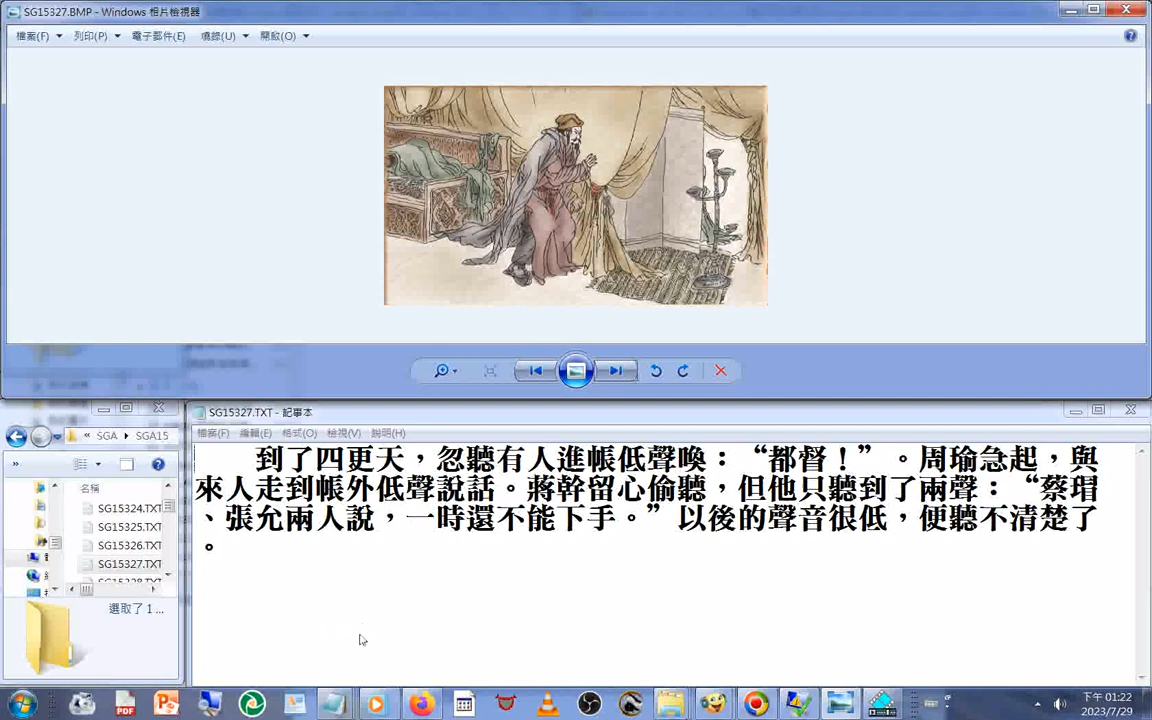 SG15327.BMP - Windows 相片檢視器
檔案(F) 列印(P) 電子郵件(E) 燒錄(U) 開啟(O)
SG15327.TXT - 記事本
檔案(F) 編輯(E) 格式(O) 檢視(V) 說明(H)
到了四更天，忽聽有人進帳低聲喚：“都督！”。周瑜急起，與
來人走到帳外低聲說話。蔣幹留心偷聽，但他只聽到了兩聲：“蔡瑁
、張允兩人說，一時還不能下手。”以後的聲音很低，便聽不清楚了
。
« SGA ▸ SGA15
»
名稱
SG15324.TXT
SG15325.TXT
SG15326.TXT
SG15327.TXT
SG15328.TXT
選取了 1 ...
PDF
下午 01:22
2023/7/29